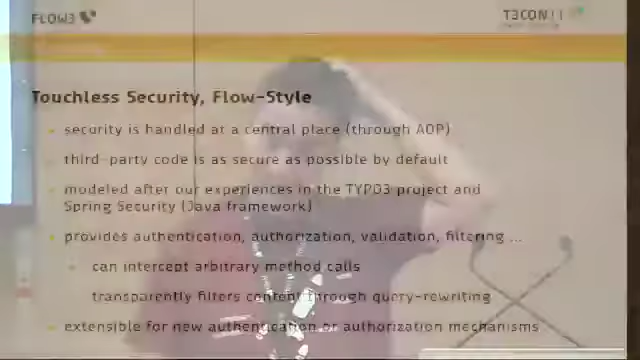 FLOW3
T3CON11
Touchless Security, Flow-Style
security is handled at a central place (through AOP)
third-party code is as secure as possible by default
modeled after our experiences in the TYPO3 project and
Spring Security (Java framework)
provides authentication, authorization, validation, filtering ...
can intercept arbitrary method calls
transparently filters content through query-rewriting
extensible for new authentication or authorization mechanisms